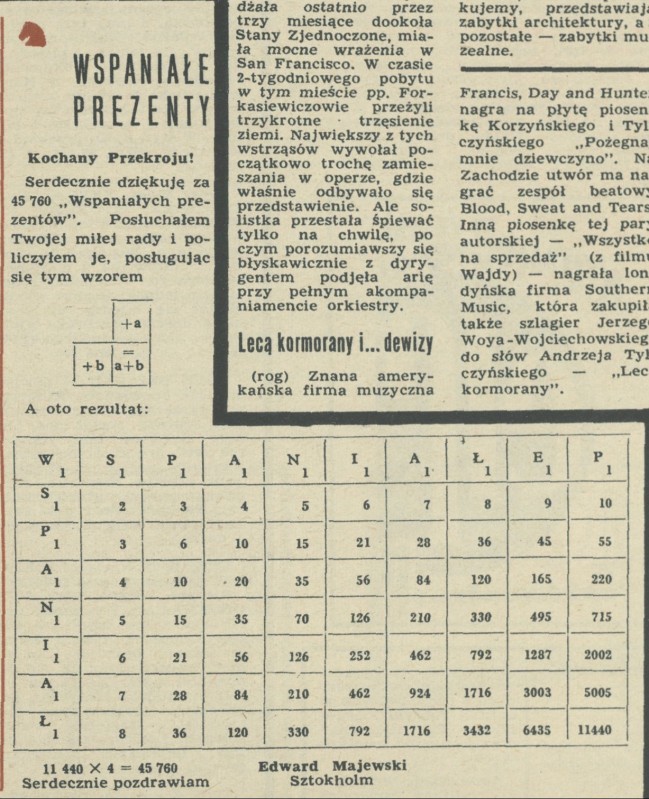 WSPANIAŁE
PREZENTY
Kochany Przekroju!
Serdecznie dziękuję za
45 760 „Wspaniałych pre-
zentów”. Posłuchałem
Twojej miłej rady i po-
liczyłem je, posługując
się tym wzorem
+a
=
+b a+b
A oto rezultat:
dżała ostatnio przez
trzy miesiące dookoła
Stany Zjednoczone, mia-
ła mocne wrażenia w
San Francisco. W czasie
2-tygodniowego pobytu
w tym mieście pp. For-
kasiewiczowie przeżyli
trzykrotne trzęsienie
ziemi. Największy z tych
wstrząsów wywołał po-
czątkowo trochę zamie-
szania w operze, gdzie
właśnie odbywało się
przedstawienie. Ale so-
listka przestała śpiewać
tylko na chwilę, po
czym porozumiawszy się
błyskawicznie z dyry-
gentem podjęła arię
przy pełnym akompa-
niamencie orkiestry.
Lecą kormorany i... dewizy
(rog) Znana amery-
kańska firma muzyczna
kujemy, przedstawiają
zabytki architektury, a
pozostałe — zabytki mu
zealne.
Francis, Day and Hunter
nagra na płytę piosen
kę Korzyńskiego i Tyl
czyńskiego „Pożegna
mnie dziewczyno”. Na
Zachodzie utwór ma na
grać zespół beatowy
Blood, Sweat and Tears
Inną piosenkę tej pary
autorskiej — „Wszystko
na sprzedaż” (z filmu
Wajdy) — nagrała lon
dyńska firma Southern
Music, która zakupiła
także szlagier Jerzego
Woya-Wojciechowskiego
do słów Andrzeja Tyl
czyńskiego — „Lec
kormorany”.
W 1 S 1 P 1 A 1 N 1 I 1 A 1 Ł 1 E 1 P 1
S 1 2 3 4 5 6 7 8 9 10
P 1 3 6 10 15 21 28 36 45 55
A 1 4 10 20 35 56 84 120 165 220
N 1 5 15 35 70 126 210 330 495 715
I 1 6 21 56 126 252 462 792 1287 2002
A 1 7 28 84 210 462 924 1716 3003 5005
Ł 1 8 36 120 330 792 1716 3432 6435 11440
11 440 × 4 = 45 760
Serdecznie pozdrawiam
Edward Majewski
Sztokholm